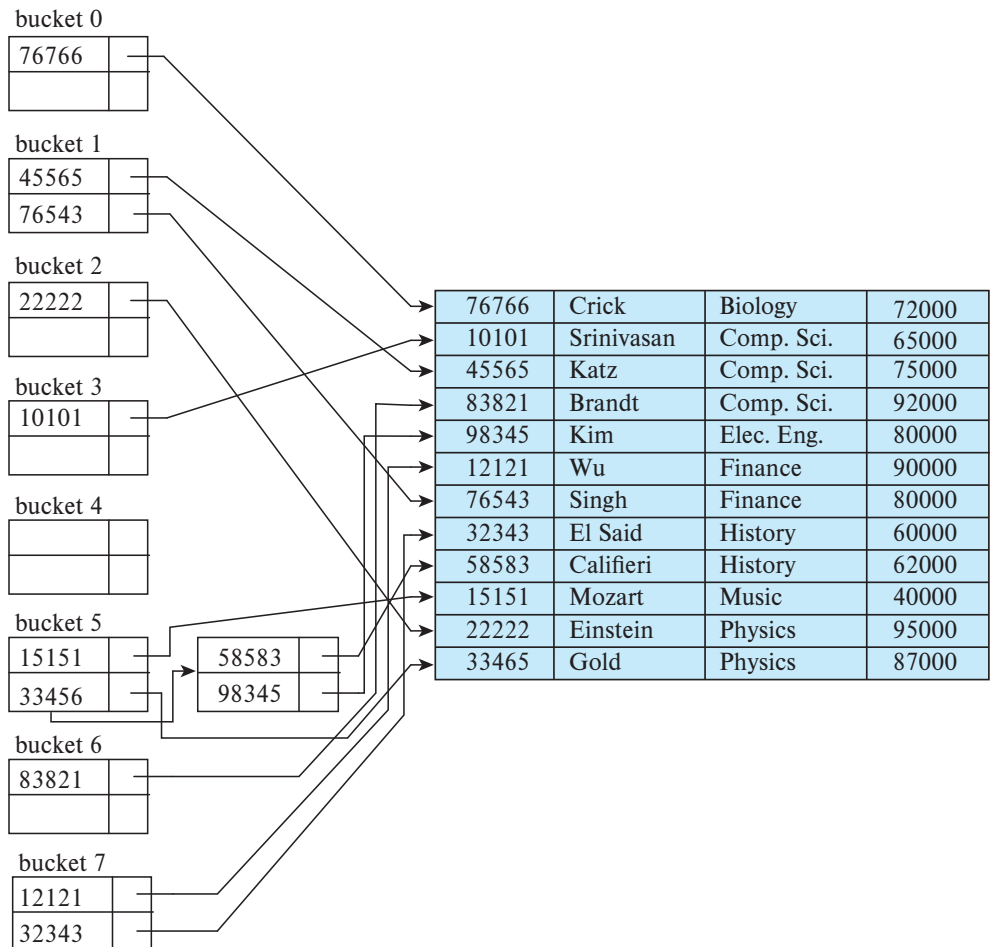 bucket 0
76766
bucket 1
45565
76543
bucket 2
22222
bucket 3
10101
bucket 4
bucket 5
15151
33456
58583
98345
bucket 6
83821
bucket 7
12121
32343
76766 Crick Biology 72000
10101 Srinivasan Comp. Sci. 65000
45565 Katz Comp. Sci. 75000
83821 Brandt Comp. Sci. 92000
98345 Kim Elec. Eng. 80000
12121 Wu Finance 90000
76543 Singh Finance 80000
32343 El Said History 60000
58583 Califieri History 62000
15151 Mozart Music 40000
22222 Einstein Physics 95000
33465 Gold Physics 87000